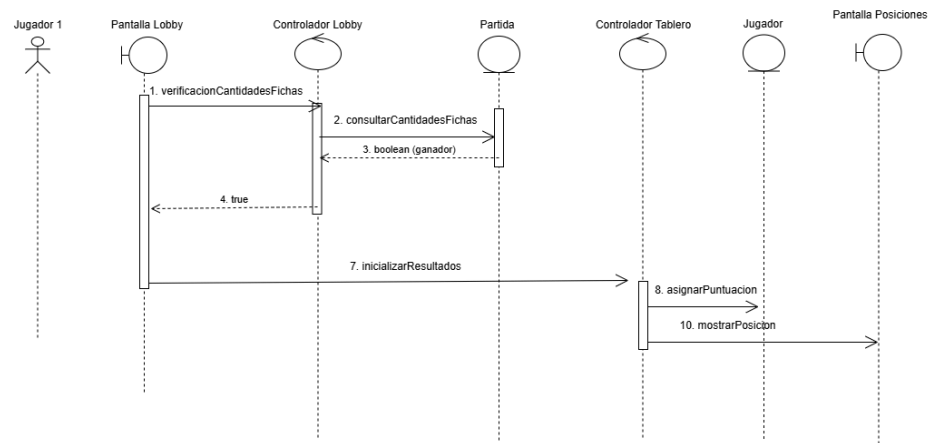 Jugador 1
Pantalla Lobby
Controlador Lobby
Partida
Controlador Tablero
Jugador
Pantalla Posiciones
1. verificacionCantidadesFichas
2. consultarCantidadesFichas
3. boolean (ganador)
4. true
7. inicializarResultados
8. asignarPuntuacion
10. mostrarPosicion